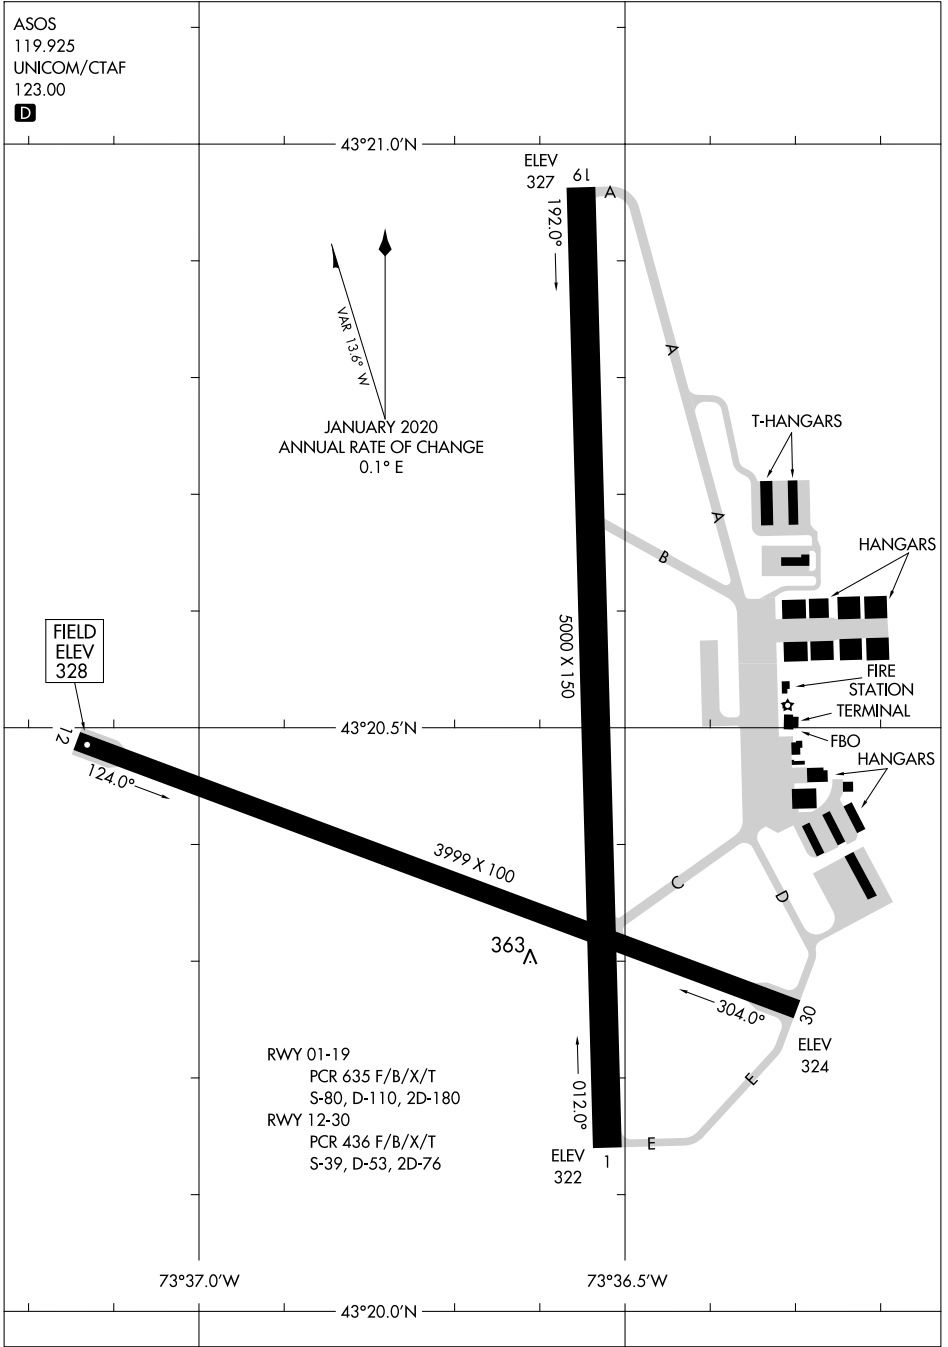 ASOS
119.925
UNICOM/CTAF
123.00
D
43°21.0'N
ELEV
327
19
A
192.0°
VAR 13.6° W
JANUARY 2020
ANNUAL RATE OF CHANGE
0.1° E
A
T-HANGARS
A
B
HANGARS
5000 X 150
FIELD
ELEV
328
FIRE
STATION
TERMINAL
43°20.5'N
FBO
HANGARS
12
124.0°
3999 X 100
C
D
363
304.0°
30
ELEV
324
RWY 01-19
PCR 635 F/B/X/T
S-80, D-110, 2D-180
RWY 12-30
PCR 436 F/B/X/T
S-39, D-53, 2D-76
012.0°
E
E
ELEV
322
1
73°37.0'W
73°36.5'W
43°20.0'N